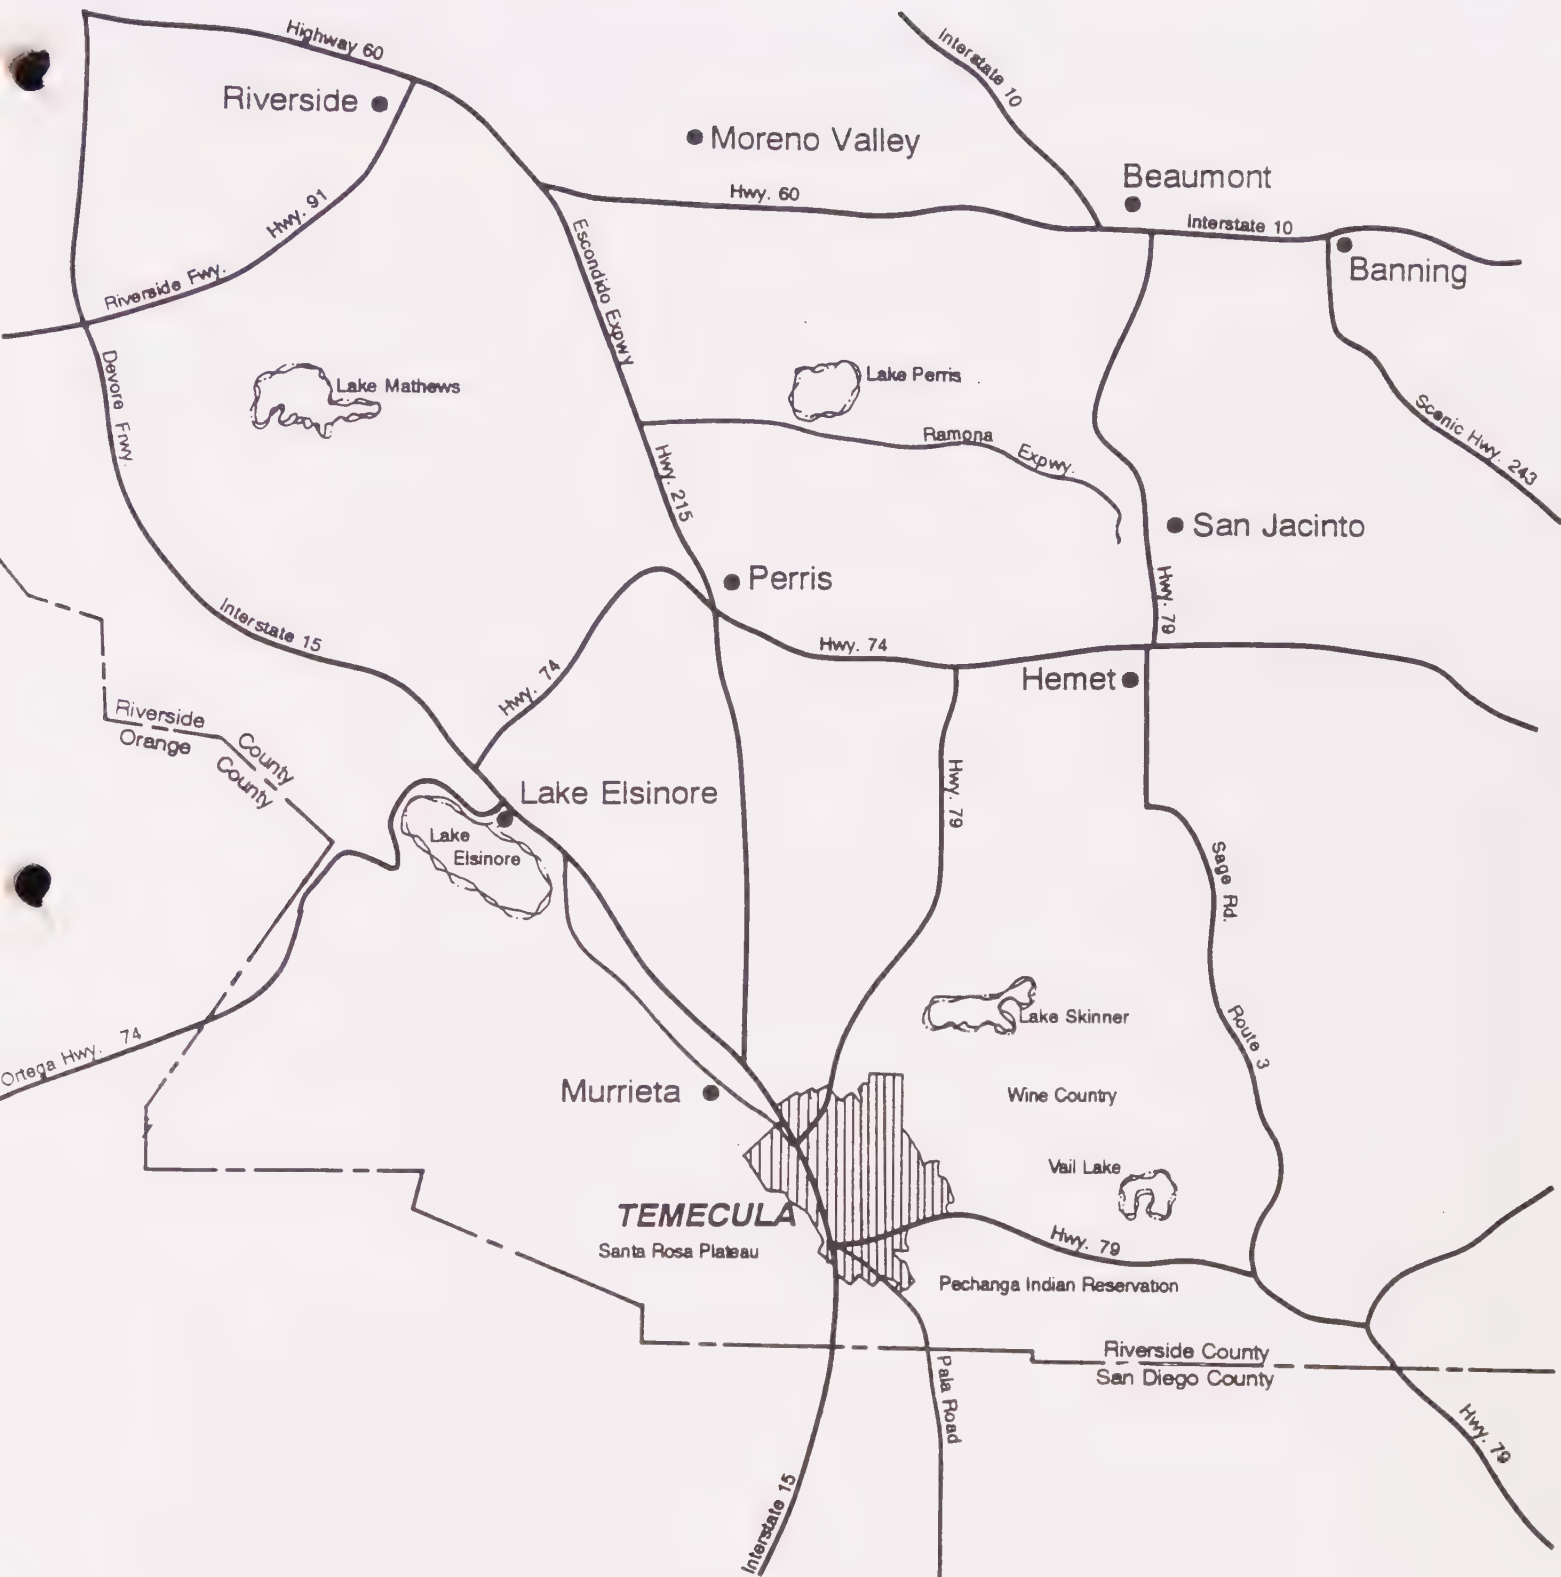 Highway 60
Interstate 10
Riverside
Moreno Valley
Beaumont
Hwy. 60
Hwy. 91
Interstate 10
Escondido Expwy
Banning
Riverside Fwy.
Devore Frwy.
Lake Mathews
Lake Perris
Scenic Hwy. 243
Ramona Expwy.
Hwy. 215
San Jacinto
Perris
Hwy. 79
Interstate 15
Hwy. 74
Hwy. 74
Hemet
Riverside County
Orange County
Hwy. 79
Lake Elsinore
Lake
Elsinore
Sage Rd.
Lake Skinner
Route 3
Ortega Hwy. 74
Murrieta
Wine Country
Vail Lake
TEMECULA
Santa Rosa Plateau
Hwy. 79
Pechanga Indian Reservation
Riverside County
San Diego County
Pala Road
Hwy. 79
Interstate 15